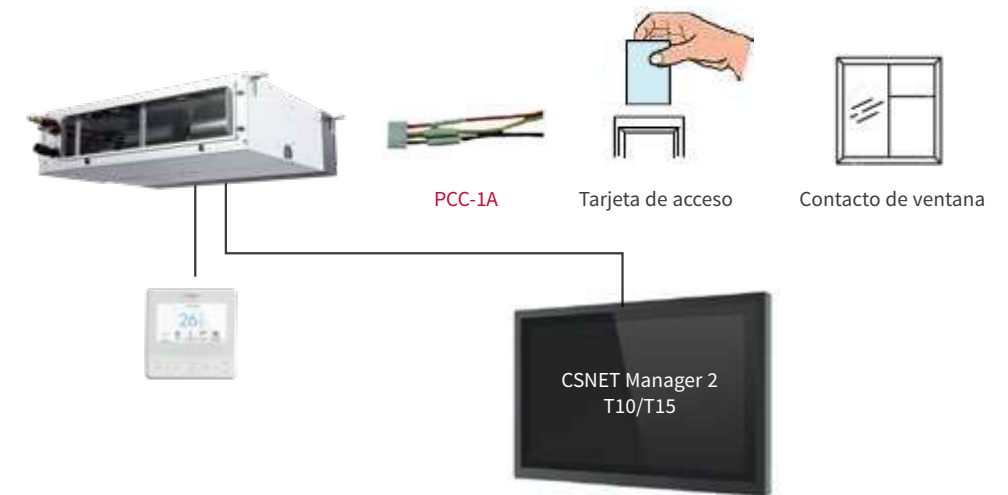 PCC-1A
Tarjeta de acceso
Contacto de ventana
26
CSNET Manager 2
T10/T15